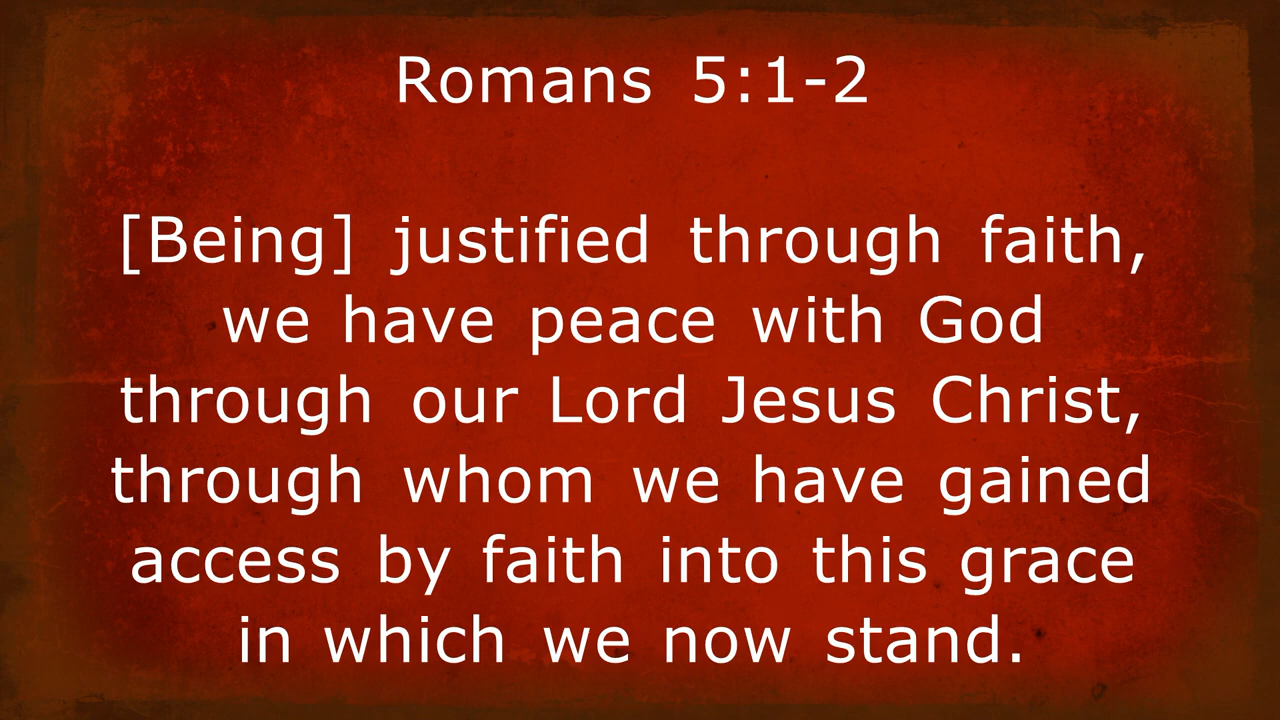 Romans 5:1-2
[Being] justified through faith,
we have peace with God
through our Lord Jesus Christ,
through whom we have gained
access by faith into this grace
in which we now stand.